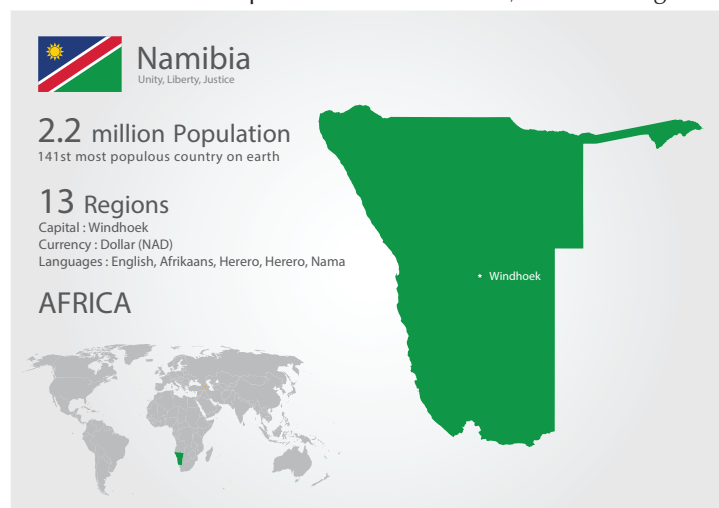 Namibia
Unity, Liberty, Justice
2.2 million Population
141st most populous country on earth
13 Regions
Capital : Windhoek
Currency : Dollar (NAD)
Languages : English, Afrikaans, Herero, Herero, Nama
Windhoek
AFRICA